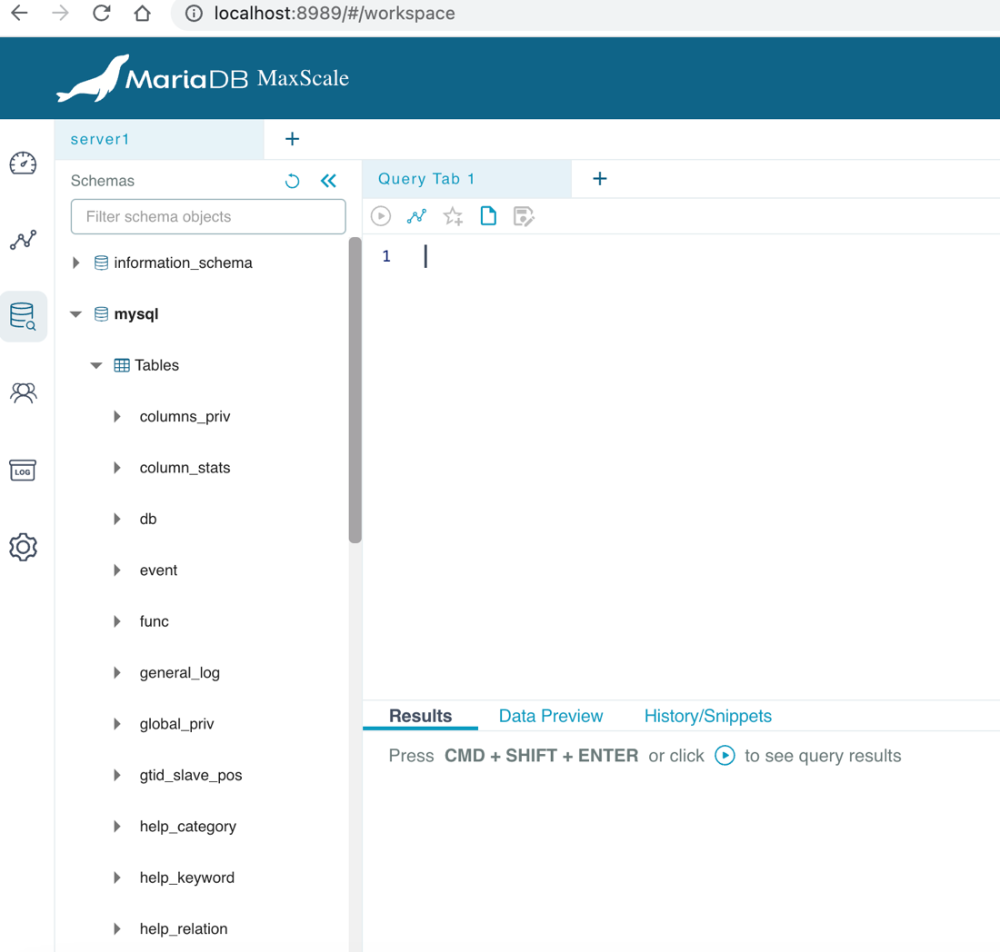 localhost:8989/#/workspace
MariaDB MaxScale
server1
Schemas
Filter schema objects
information_schema
mysql
Tables
columns_priv
column_stats
db
event
func
general_log
global_priv
gtid_slave_pos
help_category
help_keyword
help_relation
LOG
Query Tab 1
1
Results Data Preview History/Snippets
Press CMD + SHIFT + ENTER or click to see query results